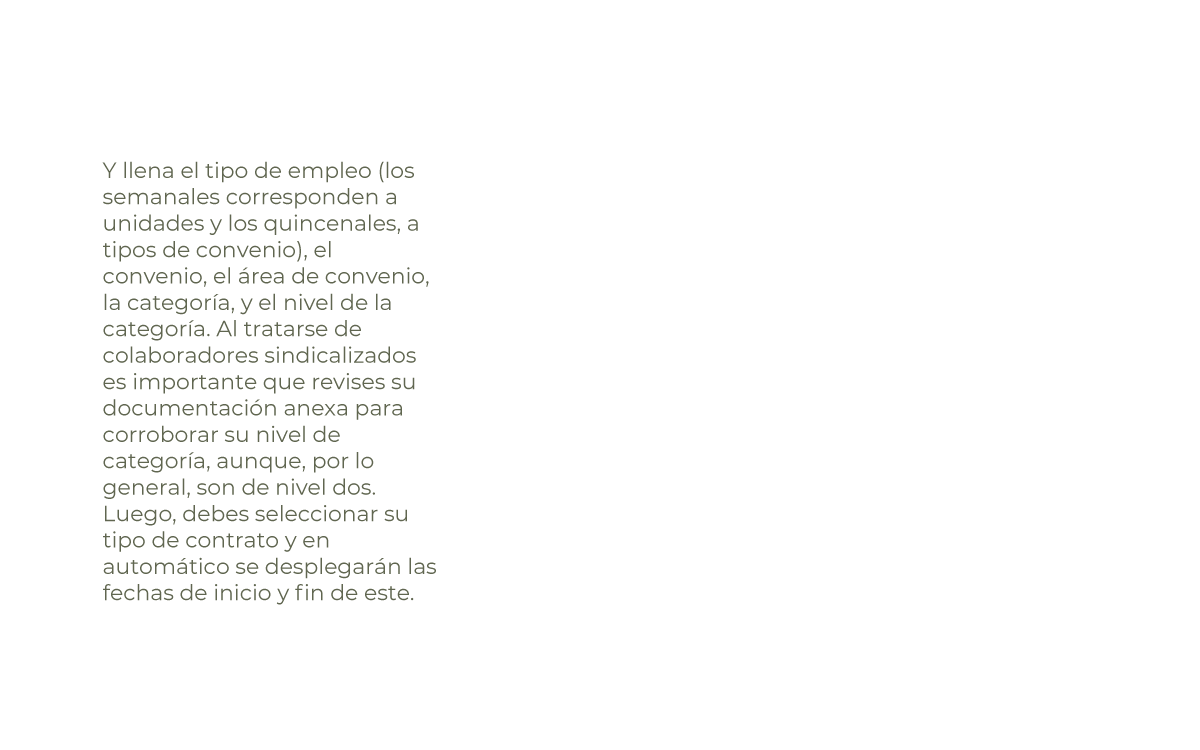 Y llena el tipo de empleo (los
semanales corresponden a
unidades y los quincenales, a
tipos de convenio), el
convenio, el área de convenio,
la categoría, y el nivel de la
categoría. Al tratarse de
colaboradores sindicalizados
es importante que revises su
documentación anexa para
corroborar su nivel de
categoría, aunque, por lo
general, son de nivel dos.
Luego, debes seleccionar su
tipo de contrato y en
automático se desplegarán las
fechas de inicio y fin de este.